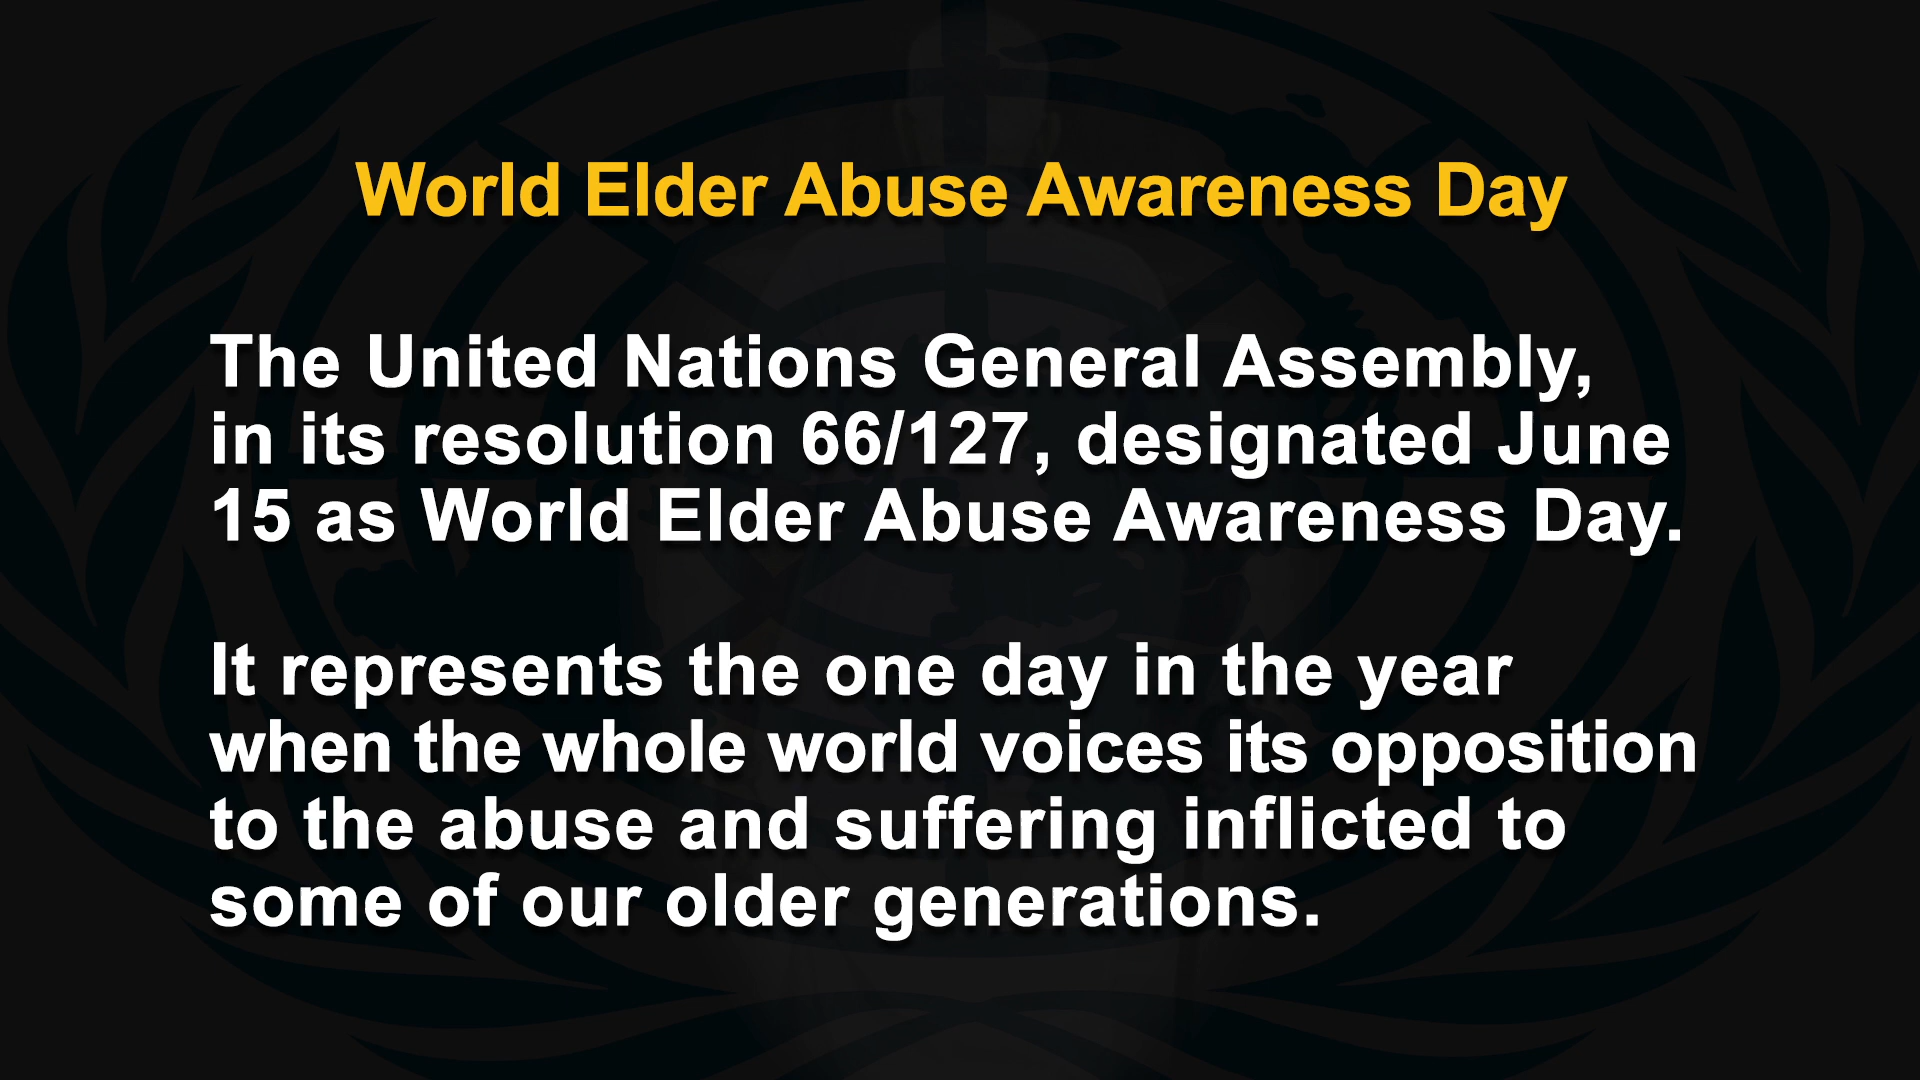 World Elder Abuse Awareness Day
The United Nations General Assembly,
in its resolution 66/127, designated June
15 as World Elder Abuse Awareness Day.
It represents the one day in the year
when the whole world voices its opposition
to the abuse and suffering inflicted to
some of our older generations.